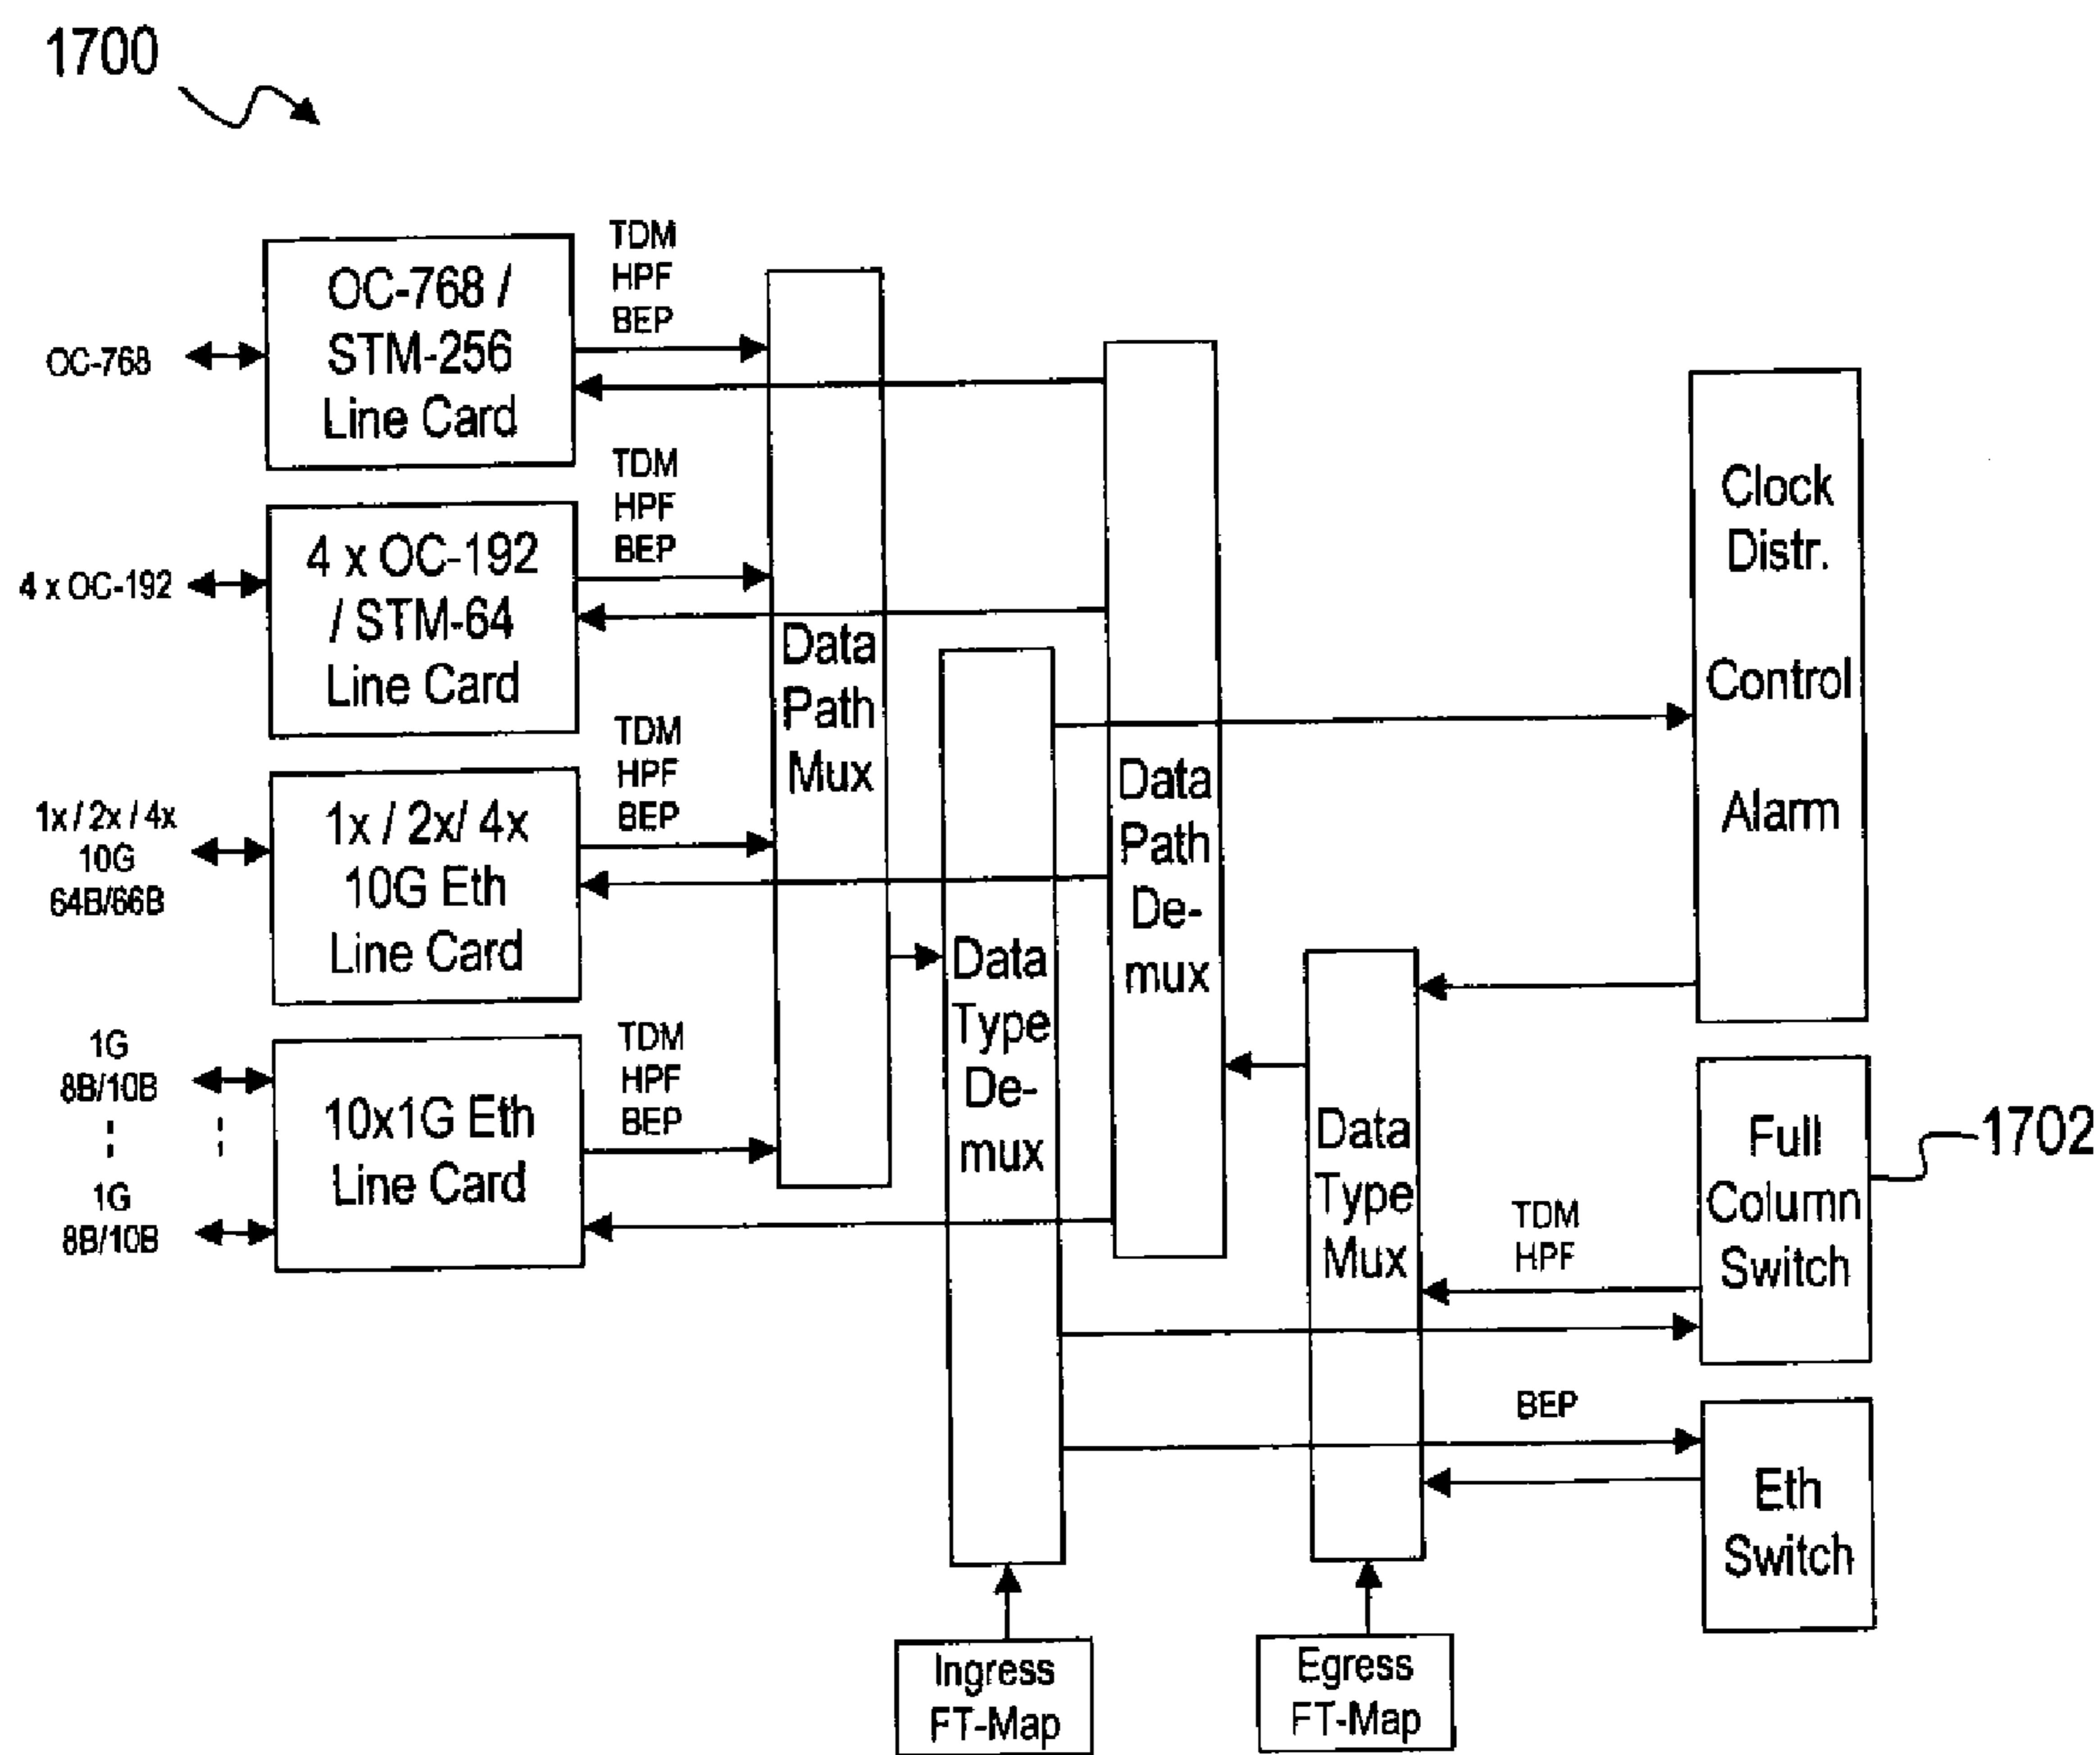 1700
TDM
HPF
BEP
OC-768 /
STM-256
Line Card
OC-768
TDM
HPF
BEP
4 x OC-192
/ STM-64
Line Card
4 x OC-192
TDM
HPF
BEP
1x / 2x/ 4x
10G Eth
Line Card
1x / 2x / 4x
10G
64B/66B
TDM
HPF
BEP
10x1G Eth
Line Card
1G
8B/10B
1G
8B/10B
Data
Path
Mux
Data
Type
De-
mux
Data
Path
De-
mux
Data
Type
Mux
Clock
Distr.
Control
Alarm
Full
Column
Switch
1702
TDM
HPF
BEP
Eth
Switch
Ingress
FT-Map
Egress
FT-Map